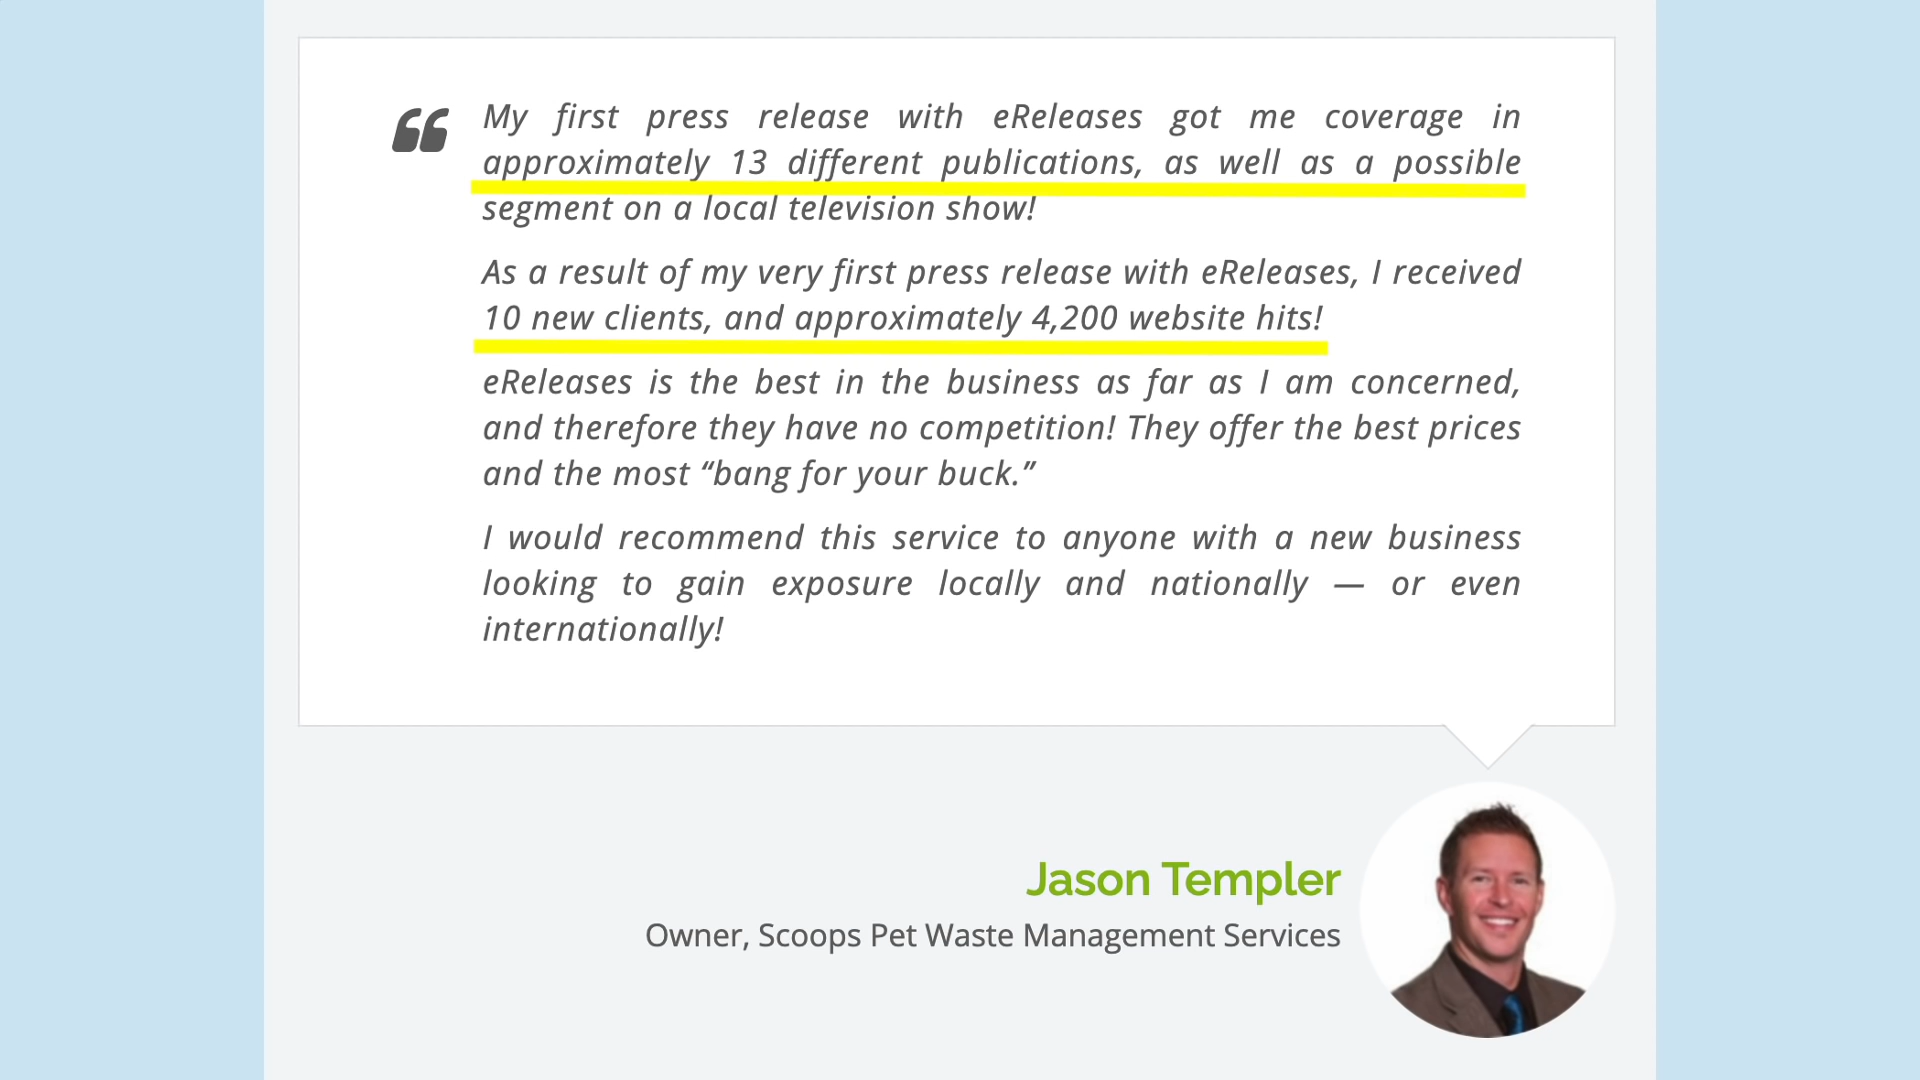 My first press release with eReleases got me coverage in
approximately 13 different publications, as well as a possible
segment on a local television show!
As a result of my very first press release with eReleases, I received
10 new clients, and approximately 4,200 website hits!
eReleases is the best in the business as far as I am concerned,
and therefore they have no competition! They offer the best prices
and the most “bang for your buck.”
I would recommend this service to anyone with a new business
looking to gain exposure locally and nationally — or even
internationally!
Jason Templer
Owner, Scoops Pet Waste Management Services